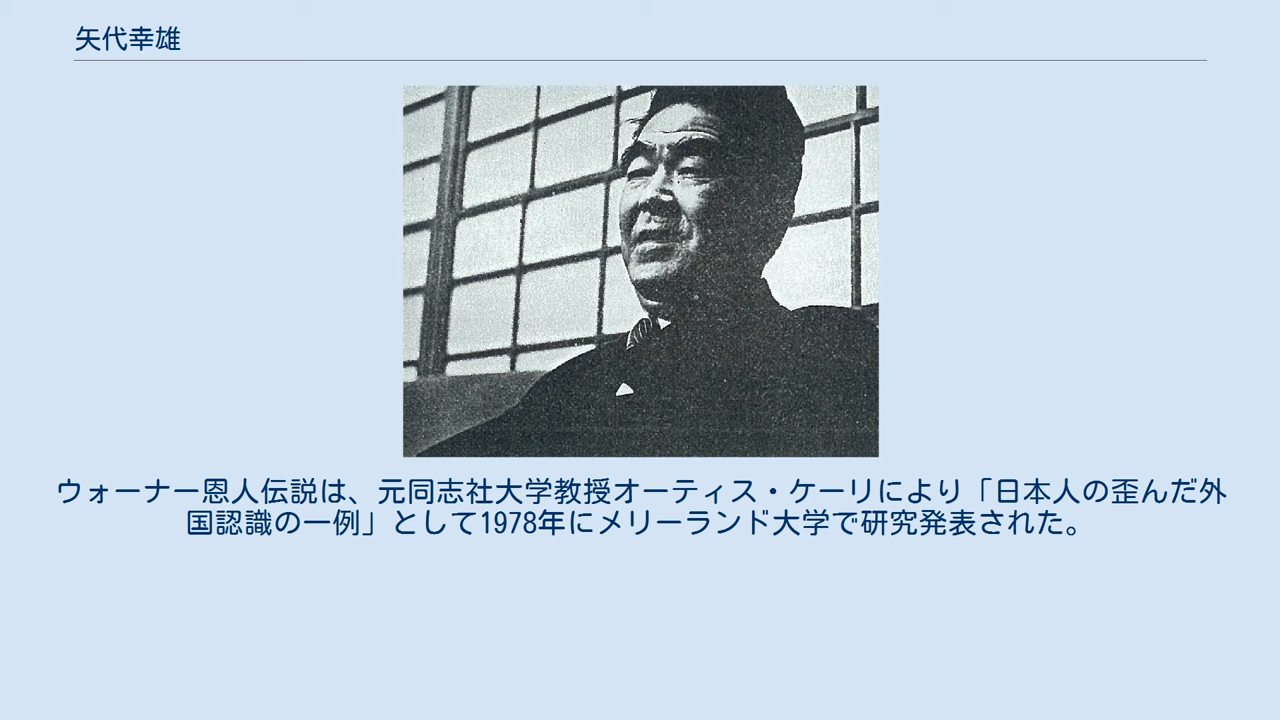 矢代幸雄
ウォーナー恩人伝説は、元同志社大学教授オーティス・ケーリにより「日本人の歪んだ外
国認識の一例」として1978年にメリーランド大学で研究発表された。